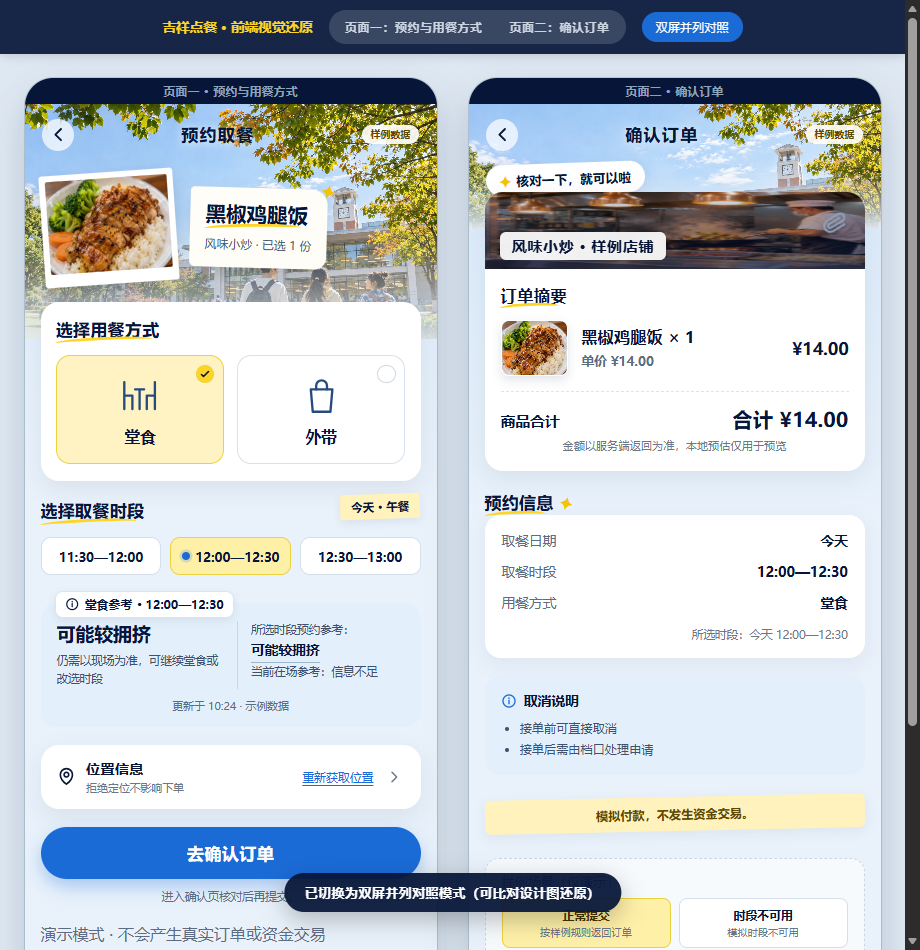 吉祥点餐 • 前端视觉还原
页面一：预约与用餐方式
页面二：确认订单
双屏并列对照
页面一 • 预约与用餐方式
预约取餐
样例数据
黑椒鸡腿饭
风味小炒 · 已选 1 份
选择用餐方式
堂食
外带
选择取餐时段
今天 • 午餐
11:30—12:00
12:00—12:30
12:30—13:00
堂食参考 • 12:00—12:30
可能较拥挤
仍需以现场为准，可继续堂食或
改选时段
所选时段预约参考：
可能较拥挤
当前在场参考：信息不足
更新于 10:24 · 示例数据
位置信息
拒绝定位不影响下单
重新获取位置
去确认订单
进入确认页核对后再提交
演示模式 · 不会产生真实订单或资金交易
页面二 • 确认订单
确认订单
样例数据
核对一下，就可以啦
风味小炒 • 样例店铺
订单摘要
黑椒鸡腿饭 × 1
单价 ¥14.00
¥14.00
商品合计
合计 ¥14.00
金额以服务端返回为准，本地预估仅用于预览
预约信息
取餐日期
今天
取餐时段
12:00—12:30
用餐方式
堂食
所选时段：今天 12:00—12:30
取消说明
接单前可直接取消
接单后需由档口处理申请
模拟付款，不发生资金交易。
正常提交
按样例规则返回订单
时段不可用
模拟时段不可用
已切换为双屏并列对照模式（可比对设计图还原）